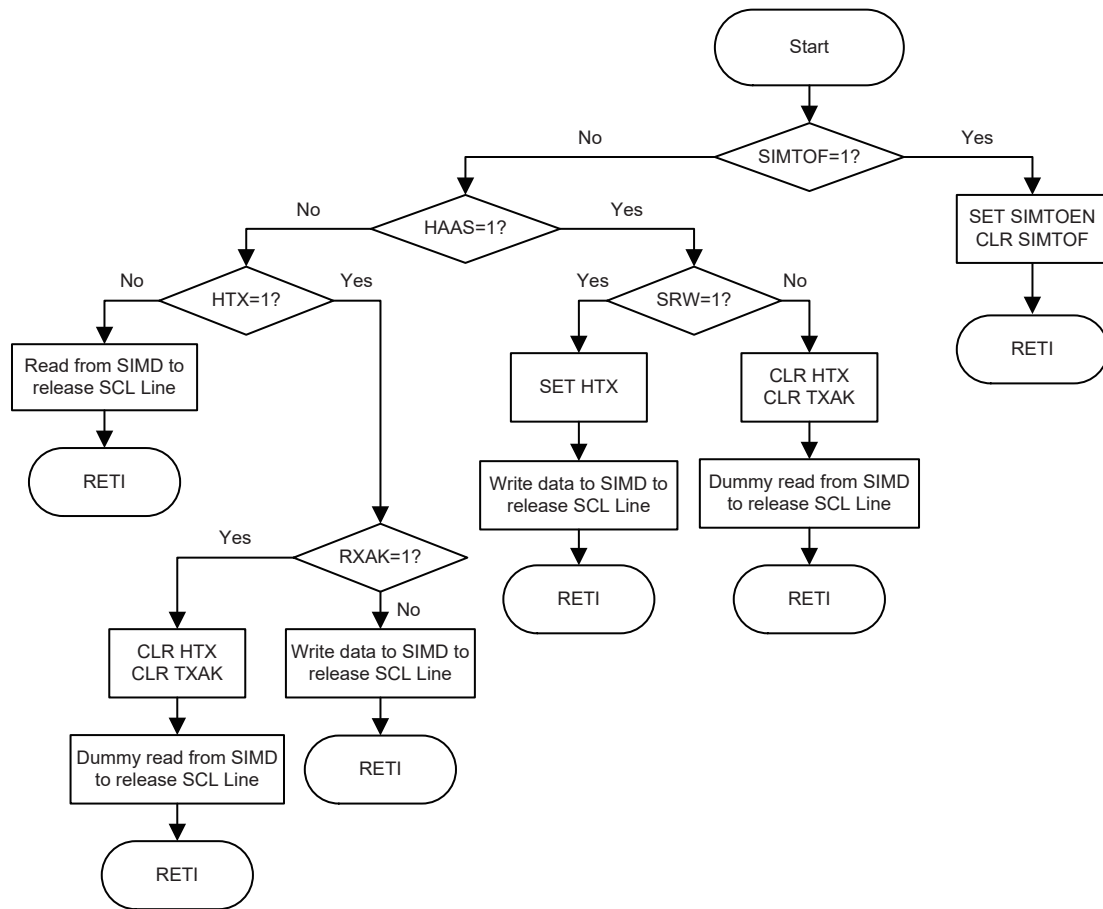 Start
No
Yes
SIMTOF=1?
No
HAAS=1?
Yes
SET SIMTOEN
CLR SIMTOF
No
HTX=1?
Yes
Yes
SRW=1?
No
RETI
Read from SIMD to
release SCL Line
SET HTX
CLR HTX
CLR TXAK
RETI
Write data to SIMD to
release SCL Line
Dummy read from SIMD
to release SCL Line
Yes
RXAK=1?
RETI
RETI
No
CLR HTX
CLR TXAK
Write data to SIMD to
release SCL Line
Dummy read from SIMD
to release SCL Line
RETI
RETI